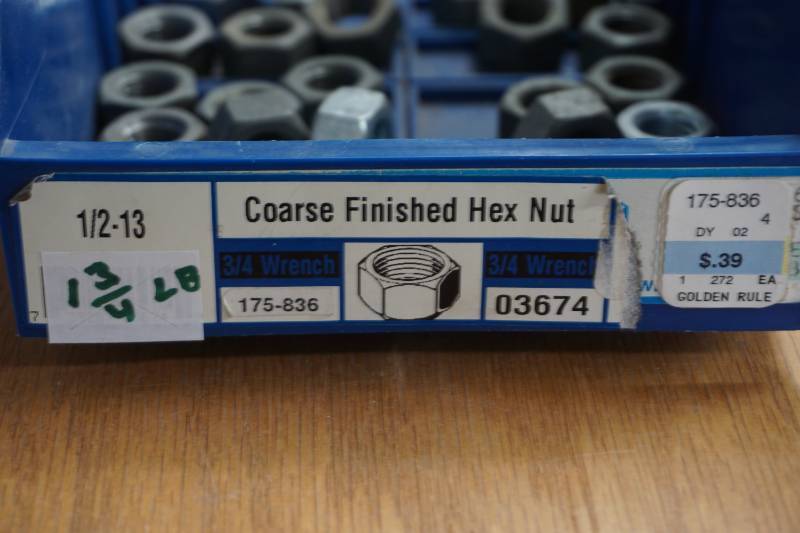 1/2-13
Coarse Finished Hex Nut
1 3/4 LB
3/4 Wrench
3/4 Wrench
175-836
03674
7
175-836
4
DY 02
$.39
1 272 EA
GOLDEN RULE